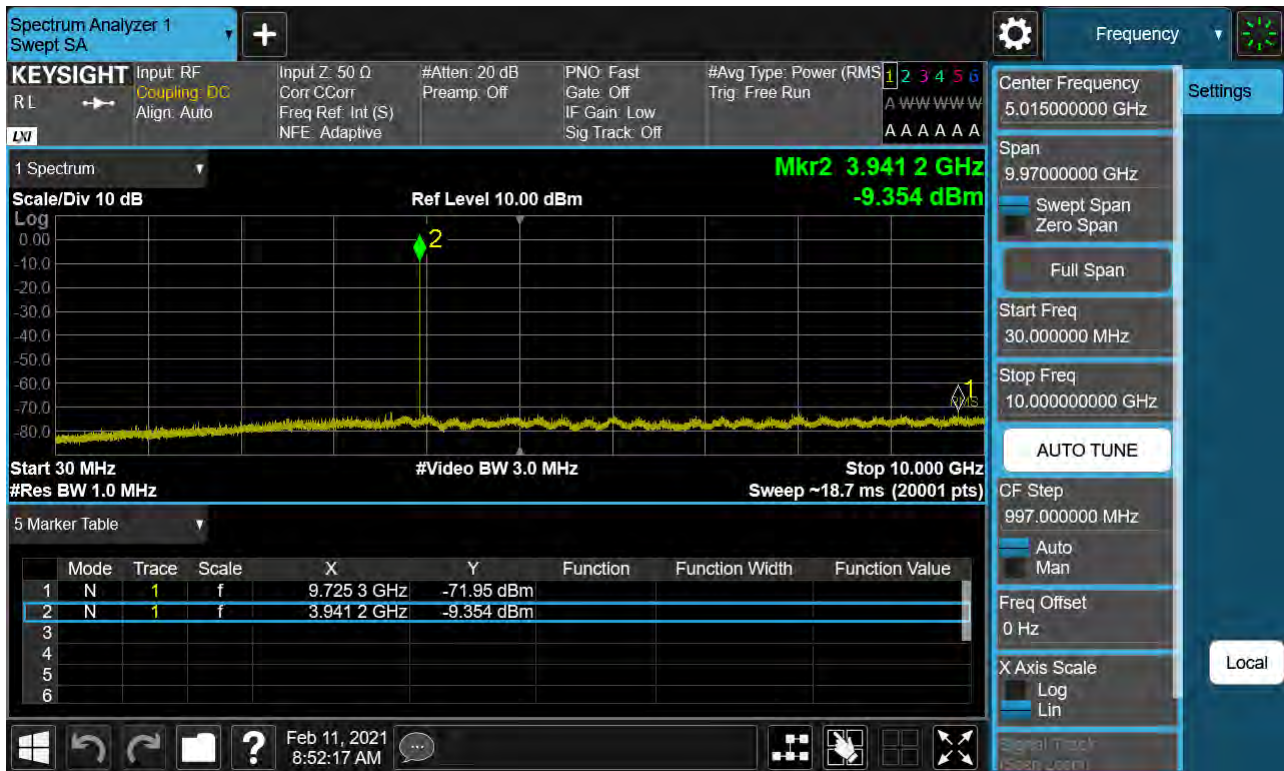 Spectrum Analyzer 1
Swept SA
Frequency
KEYSIGHT
RL
LXI
Input: RF
Coupling: DC
Align: Auto
Input Z: 50 Ω
Corr CCorr
Freq Ref: Int (S)
NFE: Adaptive
#Atten: 20 dB
Preamp: Off
PNO: Fast
Gate: Off
IF Gain: Low
Sig Track: Off
#Avg Type: Power (RMS
Trig: Free Run
1 2 3 4 5 6
A W W W W W
A A A A A A
1 Spectrum
Mkr2 3.941 2 GHz
-9.354 dBm
Scale/Div 10 dB
Ref Level 10.00 dBm
Log
0.00
-10.0
-20.0
-30.0
-40.0
-50.0
-60.0
-70.0
-80.0
2
1
RMS
Start 30 MHz
#Video BW 3.0 MHz
Stop 10.000 GHz
#Res BW 1.0 MHz
Sweep ~18.7 ms (20001 pts)
5 Marker Table
Mode Trace Scale X Y Function Function Width Function Value
1 N 1 f 9.725 3 GHz -71.95 dBm
2 N 1 f 3.941 2 GHz -9.354 dBm
3
4
5
6
Feb 11, 2021
8:52:17 AM
?
Center Frequency
5.015000000 GHz
Settings
Span
9.97000000 GHz
Swept Span
Zero Span
Full Span
Start Freq
30.000000 MHz
Stop Freq
10.000000000 GHz
AUTO TUNE
CF Step
997.000000 MHz
Auto
Man
Freq Offset
0 Hz
X Axis Scale
Log
Lin
Local
Signal Track
(Span Zoom)